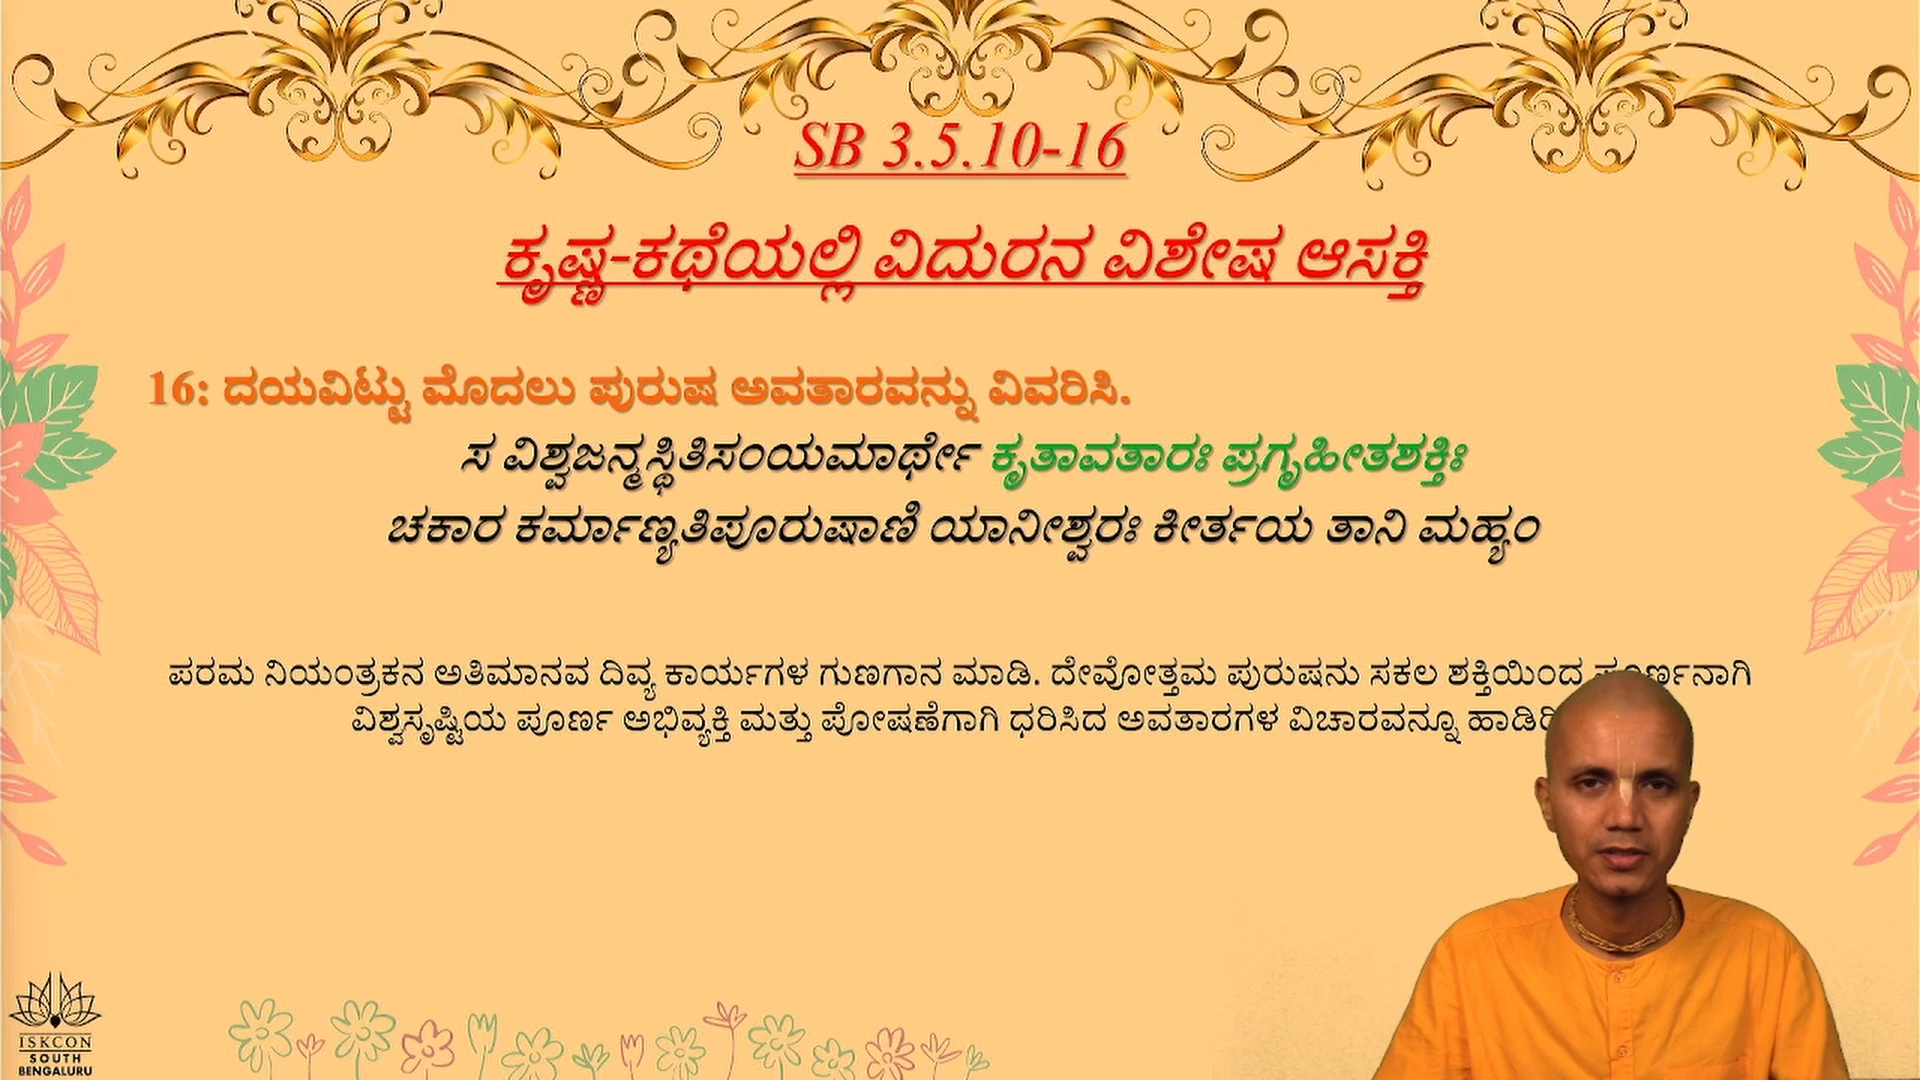 SB 3.5.10-16
ಕೃಷ್ಣ-ಕಥೆಯಲ್ಲಿ ವಿದುರನ ವಿಶೇಷ ಆಸಕ್ತಿ
16: ದಯವಿಟ್ಟು ಮೊದಲು ಪುರುಷ ಅವತಾರವನ್ನು ವಿವರಿಸಿ.
ಸ ವಿಶ್ವಜನ್ಮಸ್ಥಿತಿಸಂಯಮಾರ್ಥೇ ಕೃತಾವತಾರಃ ಪ್ರಗೃಹೀತಶಕ್ತಿಃ
ಚಕಾರ ಕರ್ಮಾಣ್ಯತಿಪೂರುಷಾಣಿ ಯಾನೀಶ್ವರಃ ಕೀರ್ತಯ ತಾನಿ ಮಹ್ಯಂ
ಪರಮ ನಿಯಂತ್ರಕನ ಅತಿಮಾನವ ದಿವ್ಯ ಕಾರ್ಯಗಳ ಗುಣಗಾನ ಮಾಡಿ. ದೇವೋತ್ತಮ ಪುರುಷನು ಸಕಲ ಶಕ್ತಿಯಿಂದ ಪೂರ್ಣನಾಗಿ
ವಿಶ್ವಸೃಷ್ಟಿಯ ಪೂರ್ಣ ಅಭಿವ್ಯಕ್ತಿ ಮತ್ತು ಪೋಷಣೆಗಾಗಿ ಧರಿಸಿದ ಅವತಾರಗಳ ವಿಚಾರವನ್ನೂ
ISKCON
SOUTH
BENGALURU